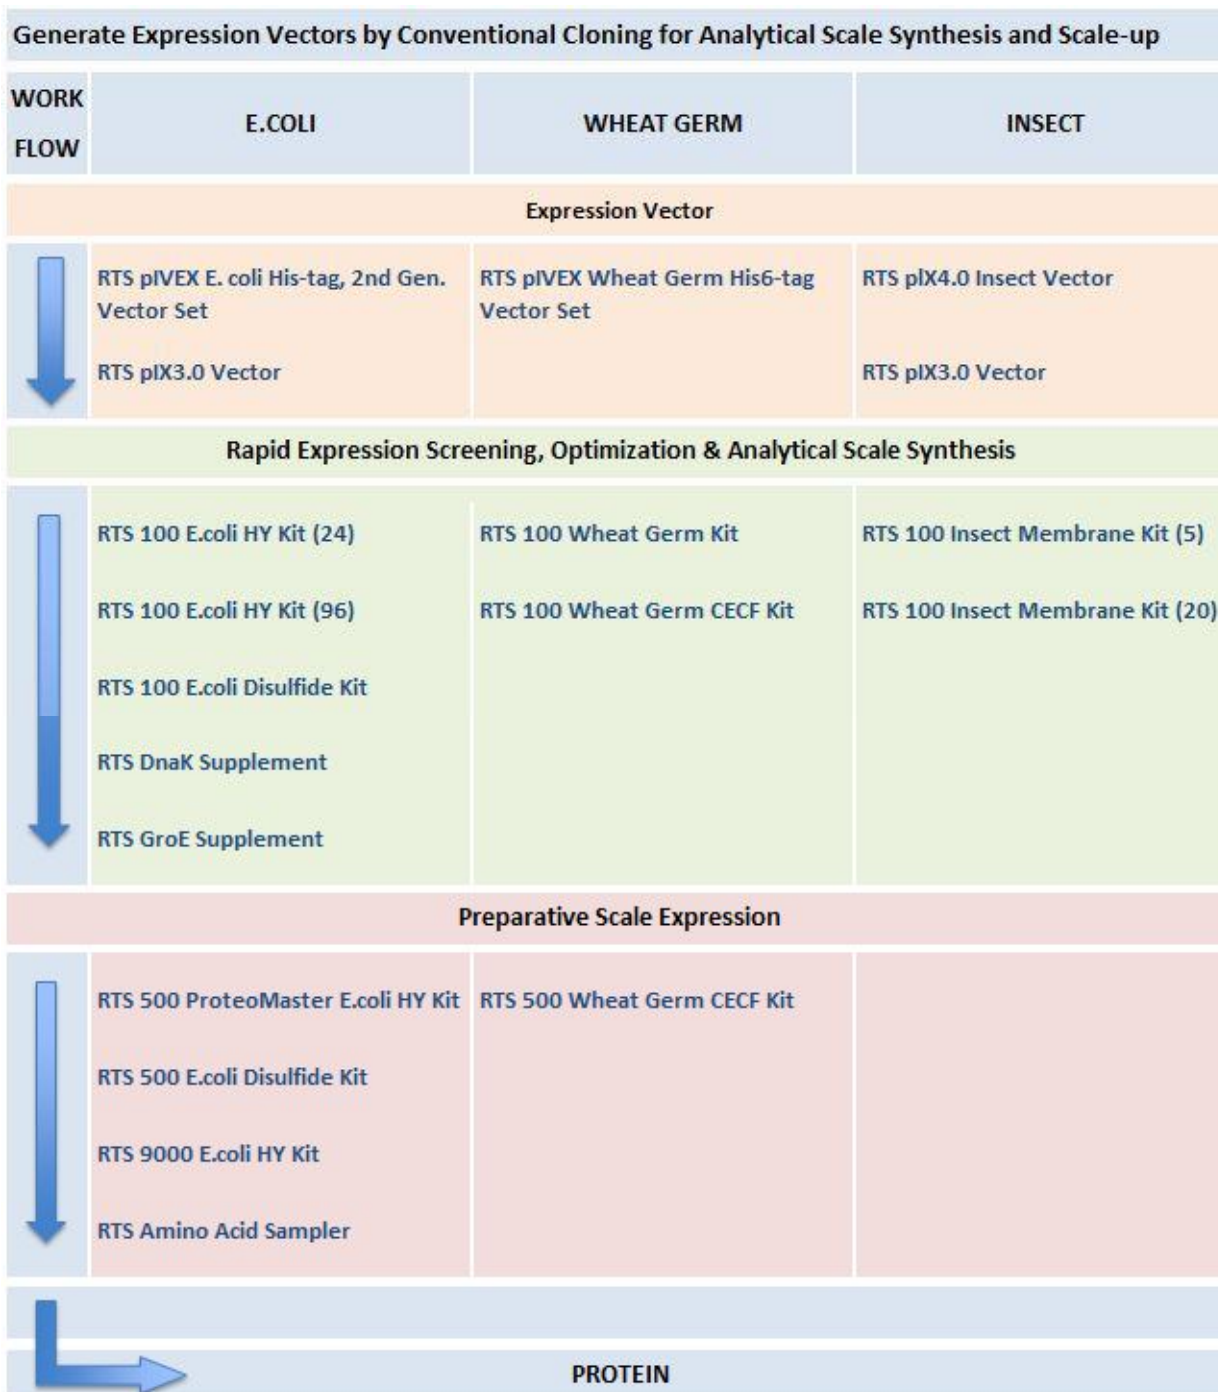 Generate Expression Vectors by Conventional Cloning for Analytical Scale Synthesis and Scale-up
WORK
FLOW
E.COLI
WHEAT GERM
INSECT
Expression Vector
RTS pIVEX E. coli His-tag, 2nd Gen.
Vector Set
RTS pIX3.0 Vector
RTS pIVEX Wheat Germ His6-tag
Vector Set
RTS pIX4.0 Insect Vector
RTS pIX3.0 Vector
Rapid Expression Screening, Optimization & Analytical Scale Synthesis
RTS 100 E.coli HY Kit (24)
RTS 100 E.coli HY Kit (96)
RTS 100 E.coli Disulfide Kit
RTS DnaK Supplement
RTS GroE Supplement
RTS 100 Wheat Germ Kit
RTS 100 Wheat Germ CECF Kit
RTS 100 Insect Membrane Kit (5)
RTS 100 Insect Membrane Kit (20)
Preparative Scale Expression
RTS 500 ProteoMaster E.coli HY Kit
RTS 500 E.coli Disulfide Kit
RTS 9000 E.coli HY Kit
RTS Amino Acid Sampler
RTS 500 Wheat Germ CECF Kit
PROTEIN